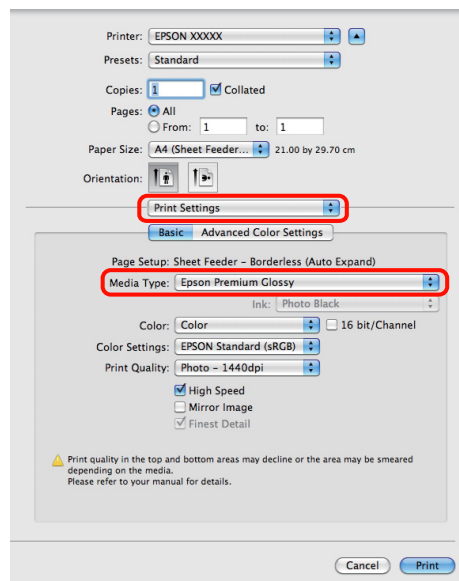 Printer: EPSON XXXXX
Presets: Standard
Copies: 1 Collated
Pages: All
From: 1 to: 1
Paper Size: A4 (Sheet Feeder... 21.00 by 29.70 cm
Orientation:
Print Settings
Basic Advanced Color Settings
Page Setup: Sheet Feeder - Borderless (Auto Expand)
Media Type: Epson Premium Glossy
Ink: Photo Black
Color: Color 16 bit/Channel
Color Settings: EPSON Standard (sRGB)
Print Quality: Photo - 1440dpi
High Speed
Mirror Image
Finest Detail
Print quality in the top and bottom areas may decline or the area may be smeared
depending on the media.
Please refer to your manual for details.
Cancel Print